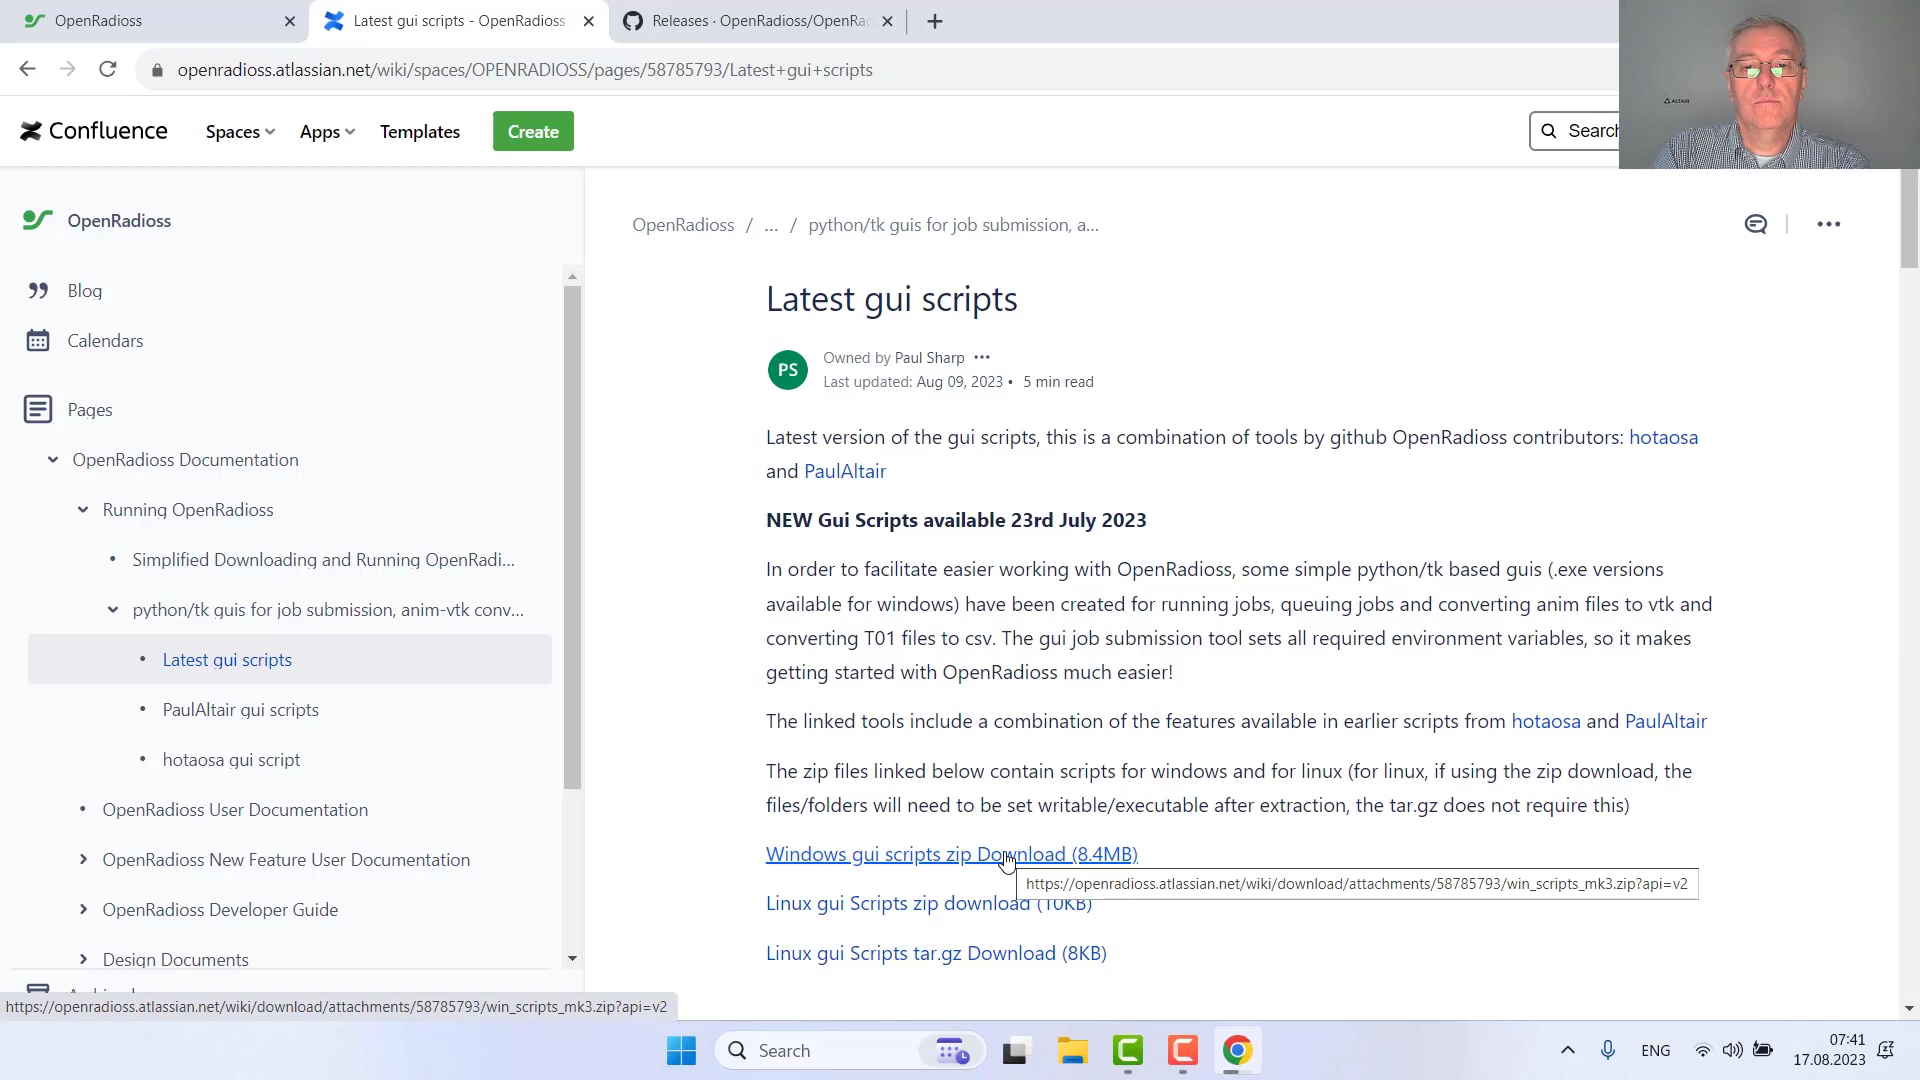 OpenRadioss
Latest gui scripts - OpenRadioss
Releases · OpenRadioss/OpenRa
openradioss.atlassian.net/wiki/spaces/OPENRADIOSS/pages/58785793/Latest+gui+scripts
ALTAIR
Confluence
Spaces
Apps
Templates
Create
Search
OpenRadioss
Blog
Calendars
Pages
OpenRadioss Documentation
Running OpenRadioss
Simplified Downloading and Running OpenRadi...
python/tk guis for job submission, anim-vtk conv...
Latest gui scripts
PaulAltair gui scripts
hotaosa gui script
OpenRadioss User Documentation
OpenRadioss New Feature User Documentation
OpenRadioss Developer Guide
Design Documents
https://openradioss.atlassian.net/wiki/download/attachments/58785793/win_scripts_mk3.zip?api=v2
OpenRadioss / ... / python/tk guis for job submission, a...
Latest gui scripts
PS
Owned by Paul Sharp
Last updated: Aug 09, 2023 • 5 min read
Latest version of the gui scripts, this is a combination of tools by github OpenRadioss contributors: hotaosa
and PaulAltair
NEW Gui Scripts available 23rd July 2023
In order to facilitate easier working with OpenRadioss, some simple python/tk based guis (.exe versions
available for windows) have been created for running jobs, queuing jobs and converting anim files to vtk and
converting T01 files to csv. The gui job submission tool sets all required environment variables, so it makes
getting started with OpenRadioss much easier!
The linked tools include a combination of the features available in earlier scripts from hotaosa and PaulAltair
The zip files linked below contain scripts for windows and for linux (for linux, if using the zip download, the
files/folders will need to be set writable/executable after extraction, the tar.gz does not require this)
Windows gui scripts zip Download (8.4MB)
https://openradioss.atlassian.net/wiki/download/attachments/58785793/win_scripts_mk3.zip?api=v2
Linux gui Scripts zip download (10KB)
Linux gui Scripts tar.gz Download (8KB)
Search
ENG
07:41
17.08.2023